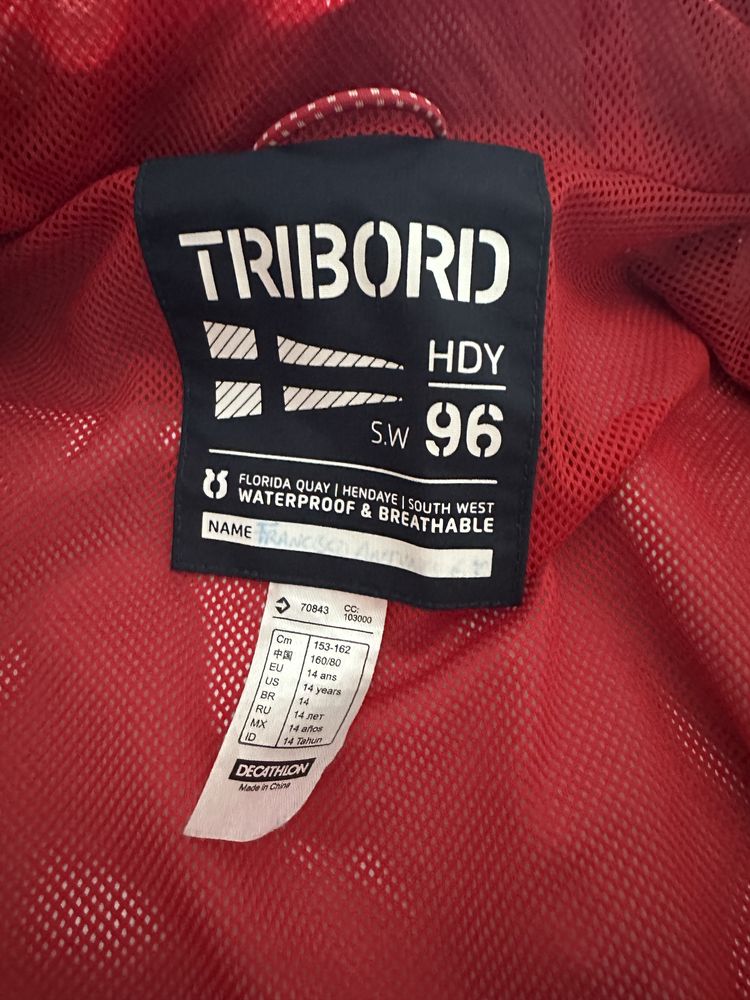 TRIBORD
HDY
S.W 96
FLORIDA QUAY | HENDAYE | SOUTH WEST
WATERPROOF & BREATHABLE
NAME FRANCISCO
70843 CC: 103000
Cm 153-162
中国 160/80
EU 14 ans
US 14 years
BR 14
RU 14 лет
MX 14 años
ID 14 Tahun
DECATHLON
Made in China